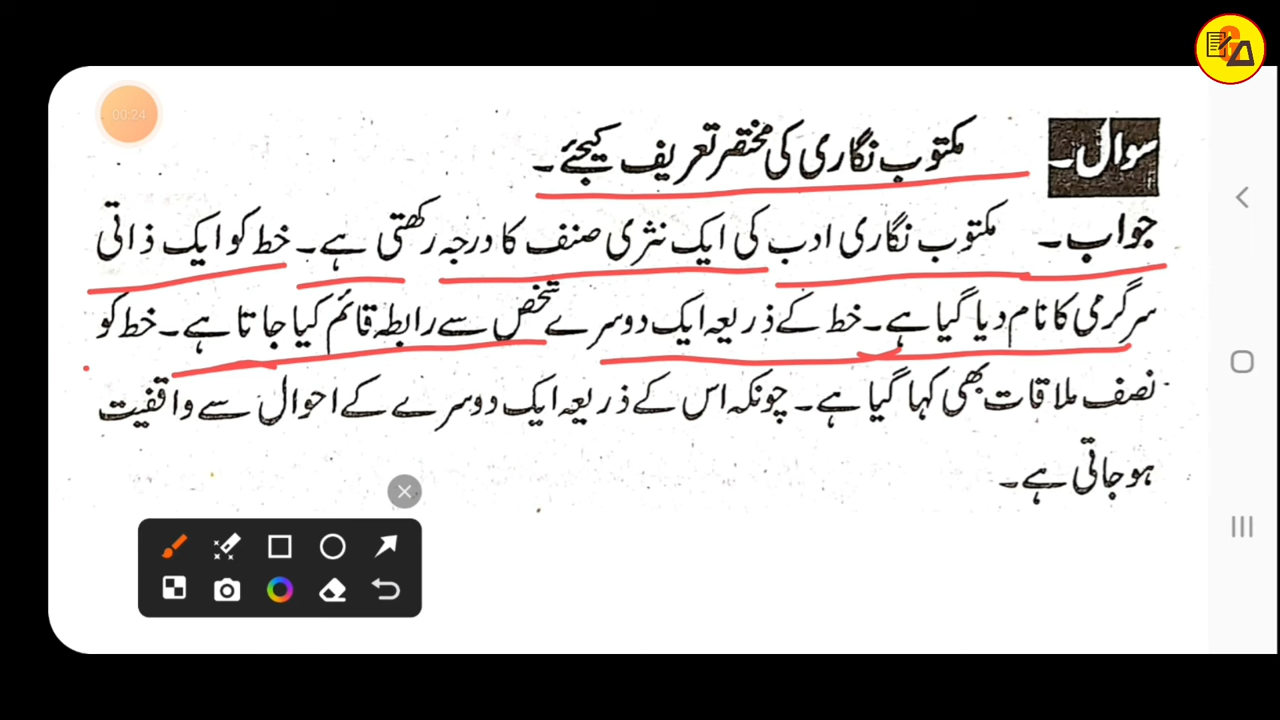 00:24
سوال۔ مکتوب نگاری کی مختصر تعریف کیجئے۔
جواب۔ مکتوب نگاری ادب کی ایک نثری صنف کا درجہ رکھتی ہے۔ خط کو ایک ذاتی
سرگرمی کا نام دیا گیا ہے۔ خط کے ذریعہ ایک دوسرے شخص سے رابطہ قائم کیا جاتا ہے۔ خط کو
نصف ملاقات بھی کہا گیا ہے۔ چونکہ اس کے ذریعہ ایک دوسرے کے احوال سے واقفیت
ہو جاتی ہے۔